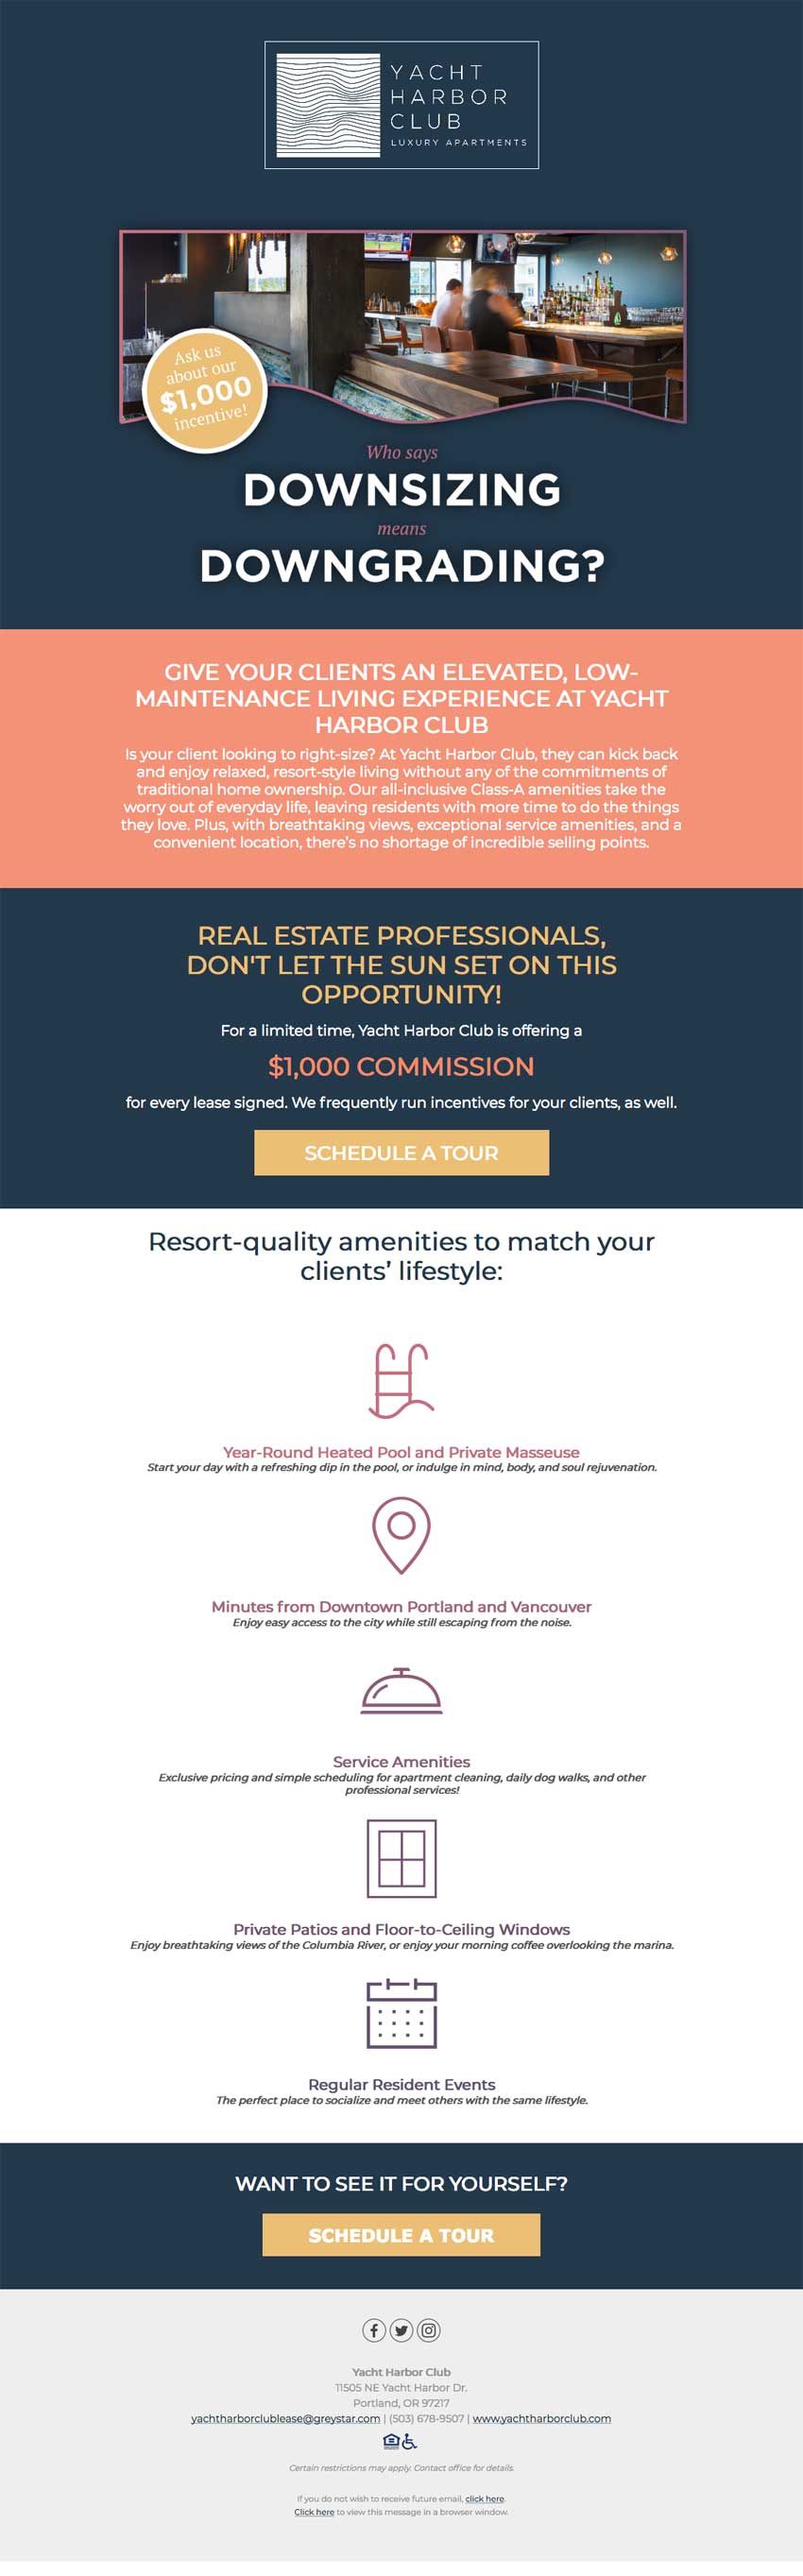 YACHT
HARBOR
CLUB
LUXURY APARTMENTS
Ask us
about our
$1,000
incentive!
Who says
DOWNSIZING
means
DOWNGRADING?
GIVE YOUR CLIENTS AN ELEVATED, LOW-
MAINTENANCE LIVING EXPERIENCE AT YACHT
HARBOR CLUB
Is your client looking to right-size? At Yacht Harbor Club, they can kick back
and enjoy relaxed, resort-style living without any of the commitments of
traditional home ownership. Our all-inclusive Class-A amenities take the
worry out of everyday life, leaving residents with more time to do the things
they love. Plus, with breathtaking views, exceptional service amenities, and a
convenient location, there's no shortage of incredible selling points.
REAL ESTATE PROFESSIONALS,
DON'T LET THE SUN SET ON THIS
OPPORTUNITY!
For a limited time, Yacht Harbor Club is offering a
$1,000 COMMISSION
for every lease signed. We frequently run incentives for your clients, as well.
SCHEDULE A TOUR
Resort-quality amenities to match your
clients' lifestyle:
Year-Round Heated Pool and Private Masseuse
Start your day with a refreshing dip in the pool, or indulge in mind, body, and soul rejuvenation.
Minutes from Downtown Portland and Vancouver
Enjoy easy access to the city while still escaping from the noise.
Service Amenities
Exclusive pricing and simple scheduling for apartment cleaning, daily dog walks, and other
professional services!
Private Patios and Floor-to-Ceiling Windows
Enjoy breathtaking views of the Columbia River, or enjoy your morning coffee overlooking the marina.
Regular Resident Events
The perfect place to socialize and meet others with the same lifestyle.
WANT TO SEE IT FOR YOURSELF?
SCHEDULE A TOUR
Yacht Harbor Club
11505 NE Yacht Harbor Dr.
Portland, OR 97217
yachtharborclublease@greystar.com | (503) 678-9507 | www.yachtharborclub.com
Certain restrictions may apply. Contact office for details.
If you do not wish to receive future email, click here.
Click here to view this message in a browser window.